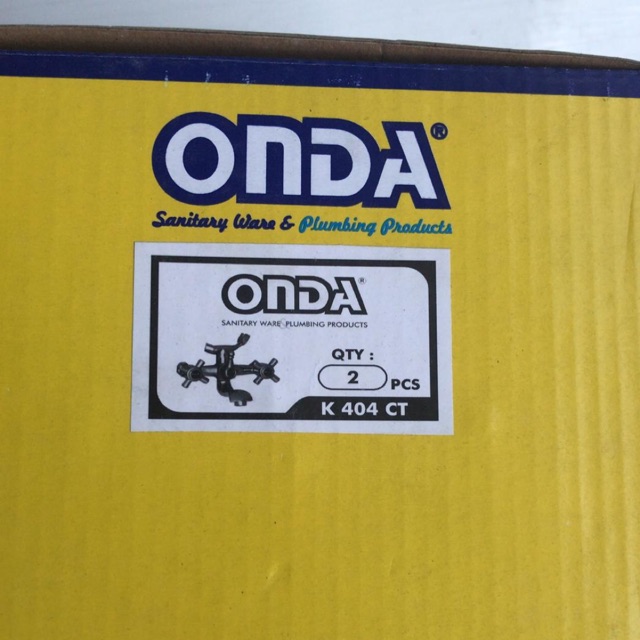 ONDA®
Sanitary Ware & Plumbing Products
ONDA®
SANITARY WARE & PLUMBING PRODUCTS
QTY :
2 PCS
K 404 CT